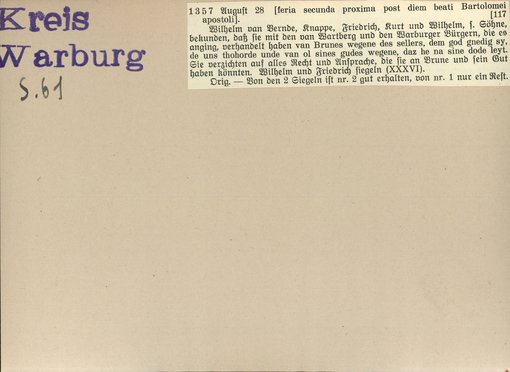 Kreis
Warburg
S. 61
1357 August 28 [feria secunda proxima post diem beati Bartolomei
apostoli]. [117
Wilhelm van Bernde, Knappe, Friedrich, Kurt und Wilhelm, s. Söhne,
bekunden, daß sie mit den van Wartberg und den Warburger Bürgern, die es
anging, verhandelt haben van Brunes wegene des sellers, dem god gnedig sy,
de uns thohorde unde van ol sines gudes wegene, daz he na sine dode leyt.
Sie verzichten auf alles Recht und Ansprache, die sie an Brune und sein Gut
haben könnten. Wilhelm und Friedrich siegeln (XXXVI).
Orig. — Von den 2 Siegeln ist nr. 2 gut erhalten, von nr. 1 nur ein Rest.